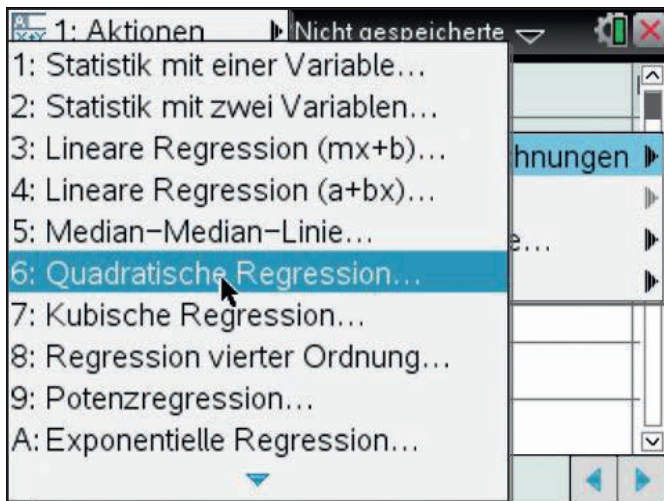 1: Aktionen Nicht gespeicherte
1: Statistik mit einer Variable...
2: Statistik mit zwei Variablen...
3: Lineare Regression (mx+b)...
4: Lineare Regression (a+bx)...
5: Median-Median-Linie...
6: Quadratische Regression...
7: Kubische Regression...
8: Regression vierter Ordnung...
9: Potenzregression...
A: Exponentielle Regression...
hnungen
e...